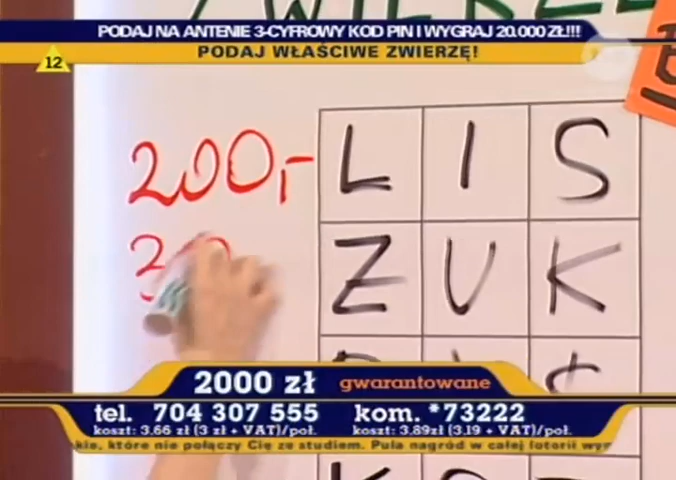 ZWIERZĘ
PODAJ NA ANTENIE 3-CYFROWY KOD PIN I WYGRAJ 20.000 ZŁ!!!
PODAJ WŁAŚCIWE ZWIERZĘ!
12
200,- L I S
30 Ż U K
2000 zł gwarantowane
tel. 704 307 555 kom. *73222
koszt: 3.66 zł (3 zł + VAT)/poł. koszt: 3.89zł (3,19 + VAT)/poł.
które nie połączy Cię ze studiem. Pula nagród w całej loterii